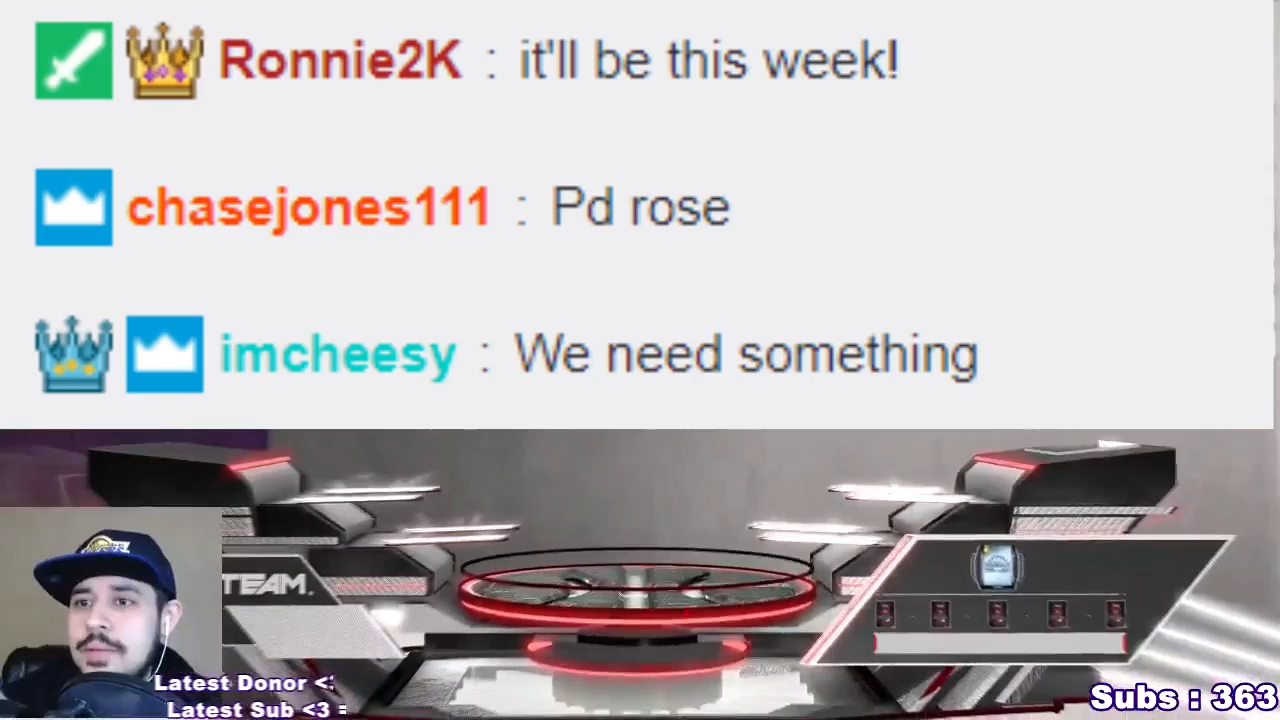 Ronnie2K : it'll be this week!
chasejones111 : Pd rose
imcheesy : We need something
TEAM.
Latest Donor <
Latest Sub <3 =
Subs : 363